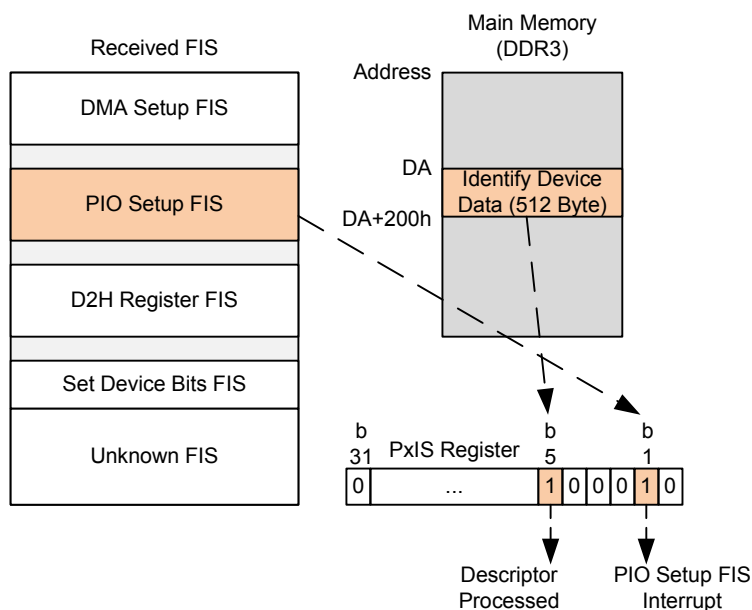 Received FIS
DMA Setup FIS
PIO Setup FIS
D2H Register FIS
Set Device Bits FIS
Unknown FIS
Main Memory
(DDR3)
Address
DA
DA+200h
Identify Device
Data (512 Byte)
b
31
PxIS Register
b
5
b
1
0
...
1
0
0
0
1
0
Descriptor
Processed
PIO Setup FIS
Interrupt